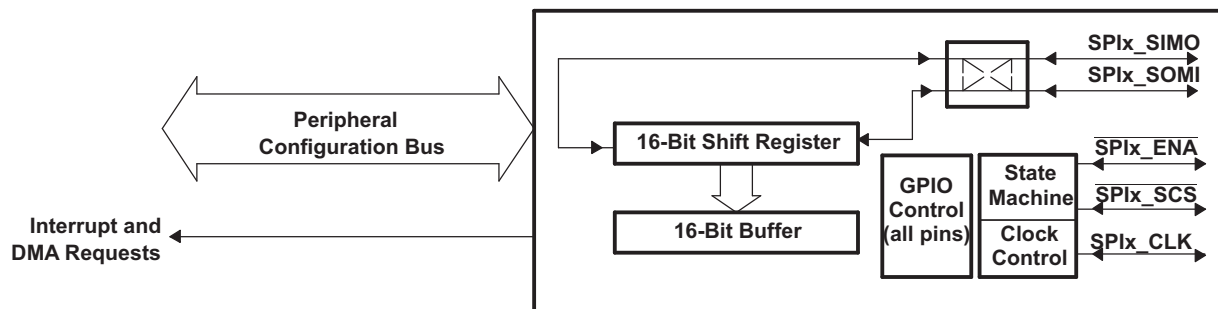 SPIx_SIMO
SPIx_SOMI
Peripheral
Configuration Bus
16-Bit Shift Register
SPIx_ENA
GPIO
Control
(all pins)
State
Machine
SPIx_SCS
Interrupt and
DMA Requests
16-Bit Buffer
Clock
Control
SPIx_CLK